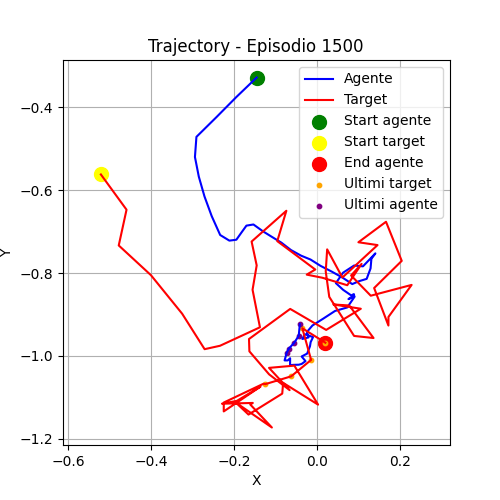 Trajectory - Episodio 1500
Agente
Target
Start agente
Start target
End agente
Ultimi target
Ultimi agente
−0.4
−0.6
−0.8
−1.0
−1.2
Y
−0.6 −0.4 −0.2 0.0 0.2
X